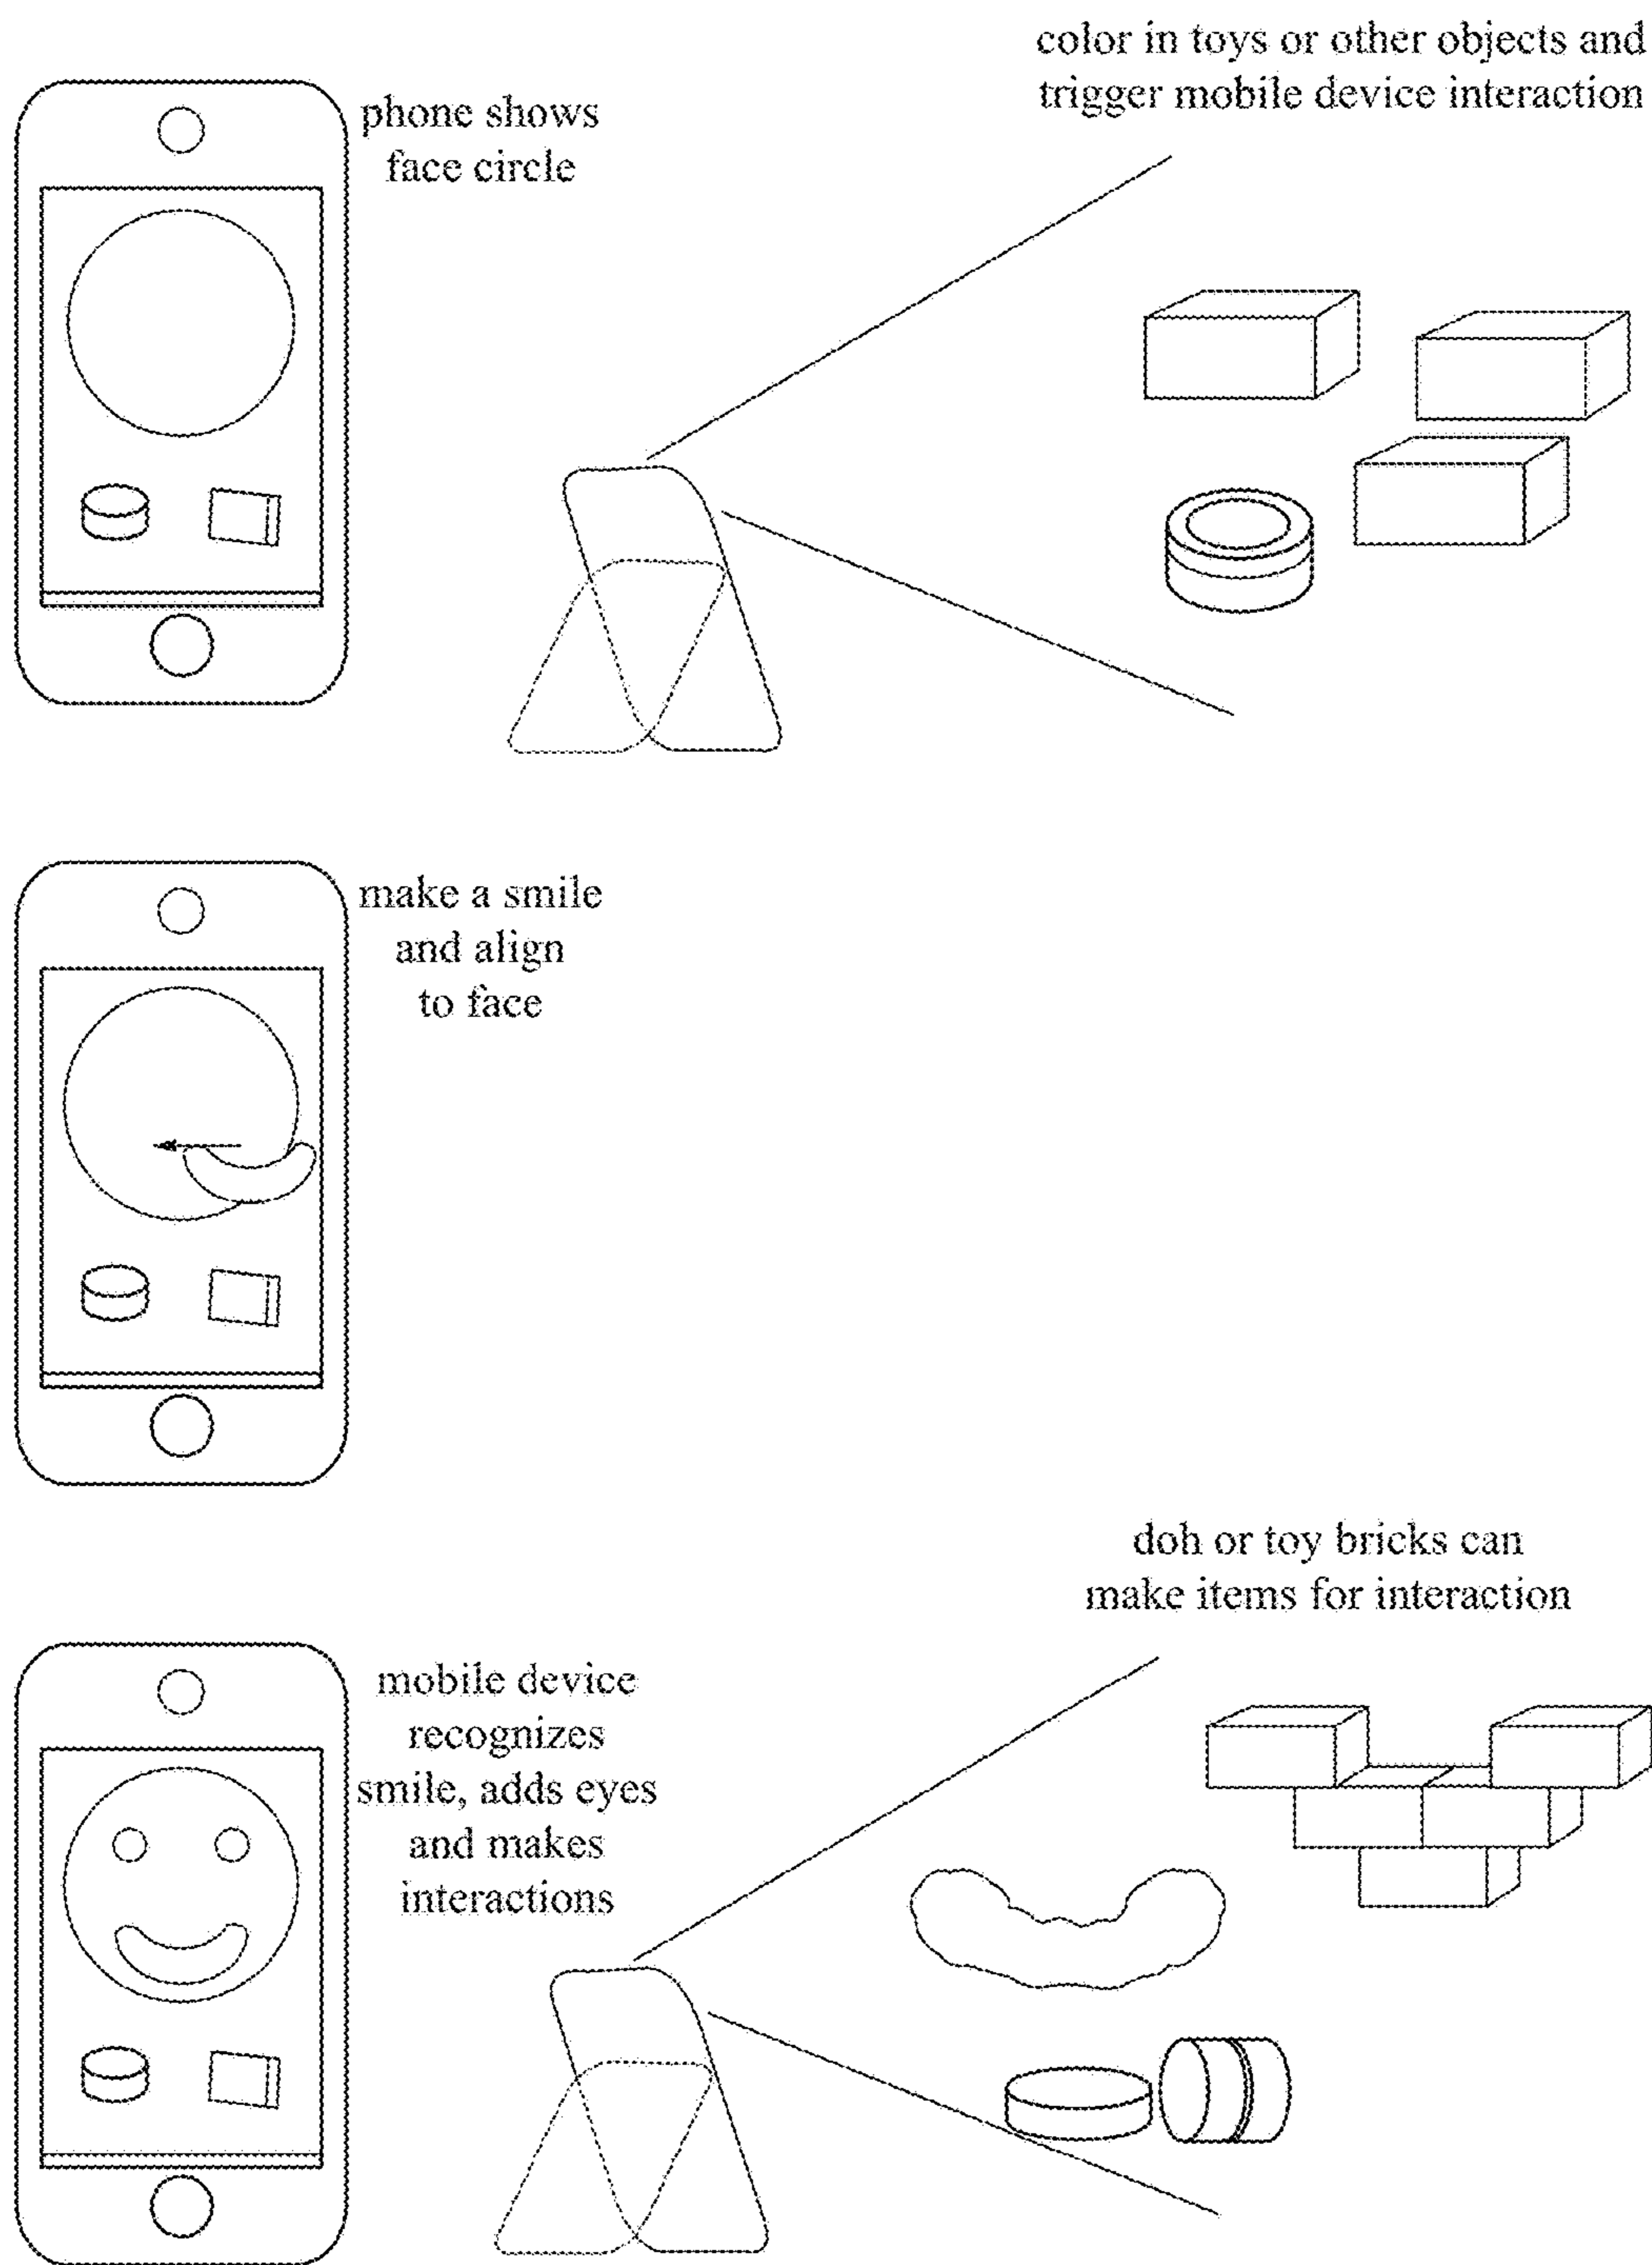 color in toys or other objects and
trigger mobile device interaction
phone shows
face circle
make a smile
and align
to face
doh or toy bricks can
make items for interaction
mobile device
recognizes
smile, adds eyes
and makes
interactions